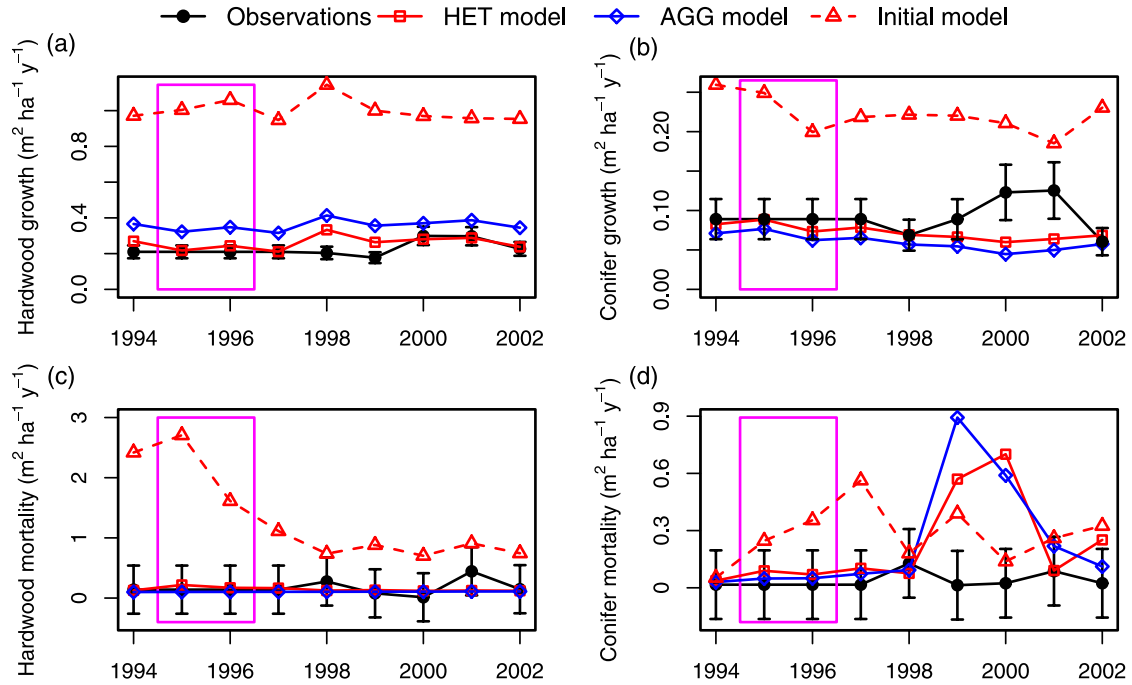 Observations HET model AGG model Initial model
(a)
Hardwood growth (m² ha⁻¹ y⁻¹)
0.0 0.4 0.8
1994 1996 1998 2000 2002
(b)
Conifer growth (m² ha⁻¹ y⁻¹)
0.00 0.10 0.20
1994 1996 1998 2000 2002
(c)
Hardwood mortality (m² ha⁻¹ y⁻¹)
0 1 2 3
1994 1996 1998 2000 2002
(d)
Conifer mortality (m² ha⁻¹ y⁻¹)
0 0.3 0.6 0.9
1994 1996 1998 2000 2002